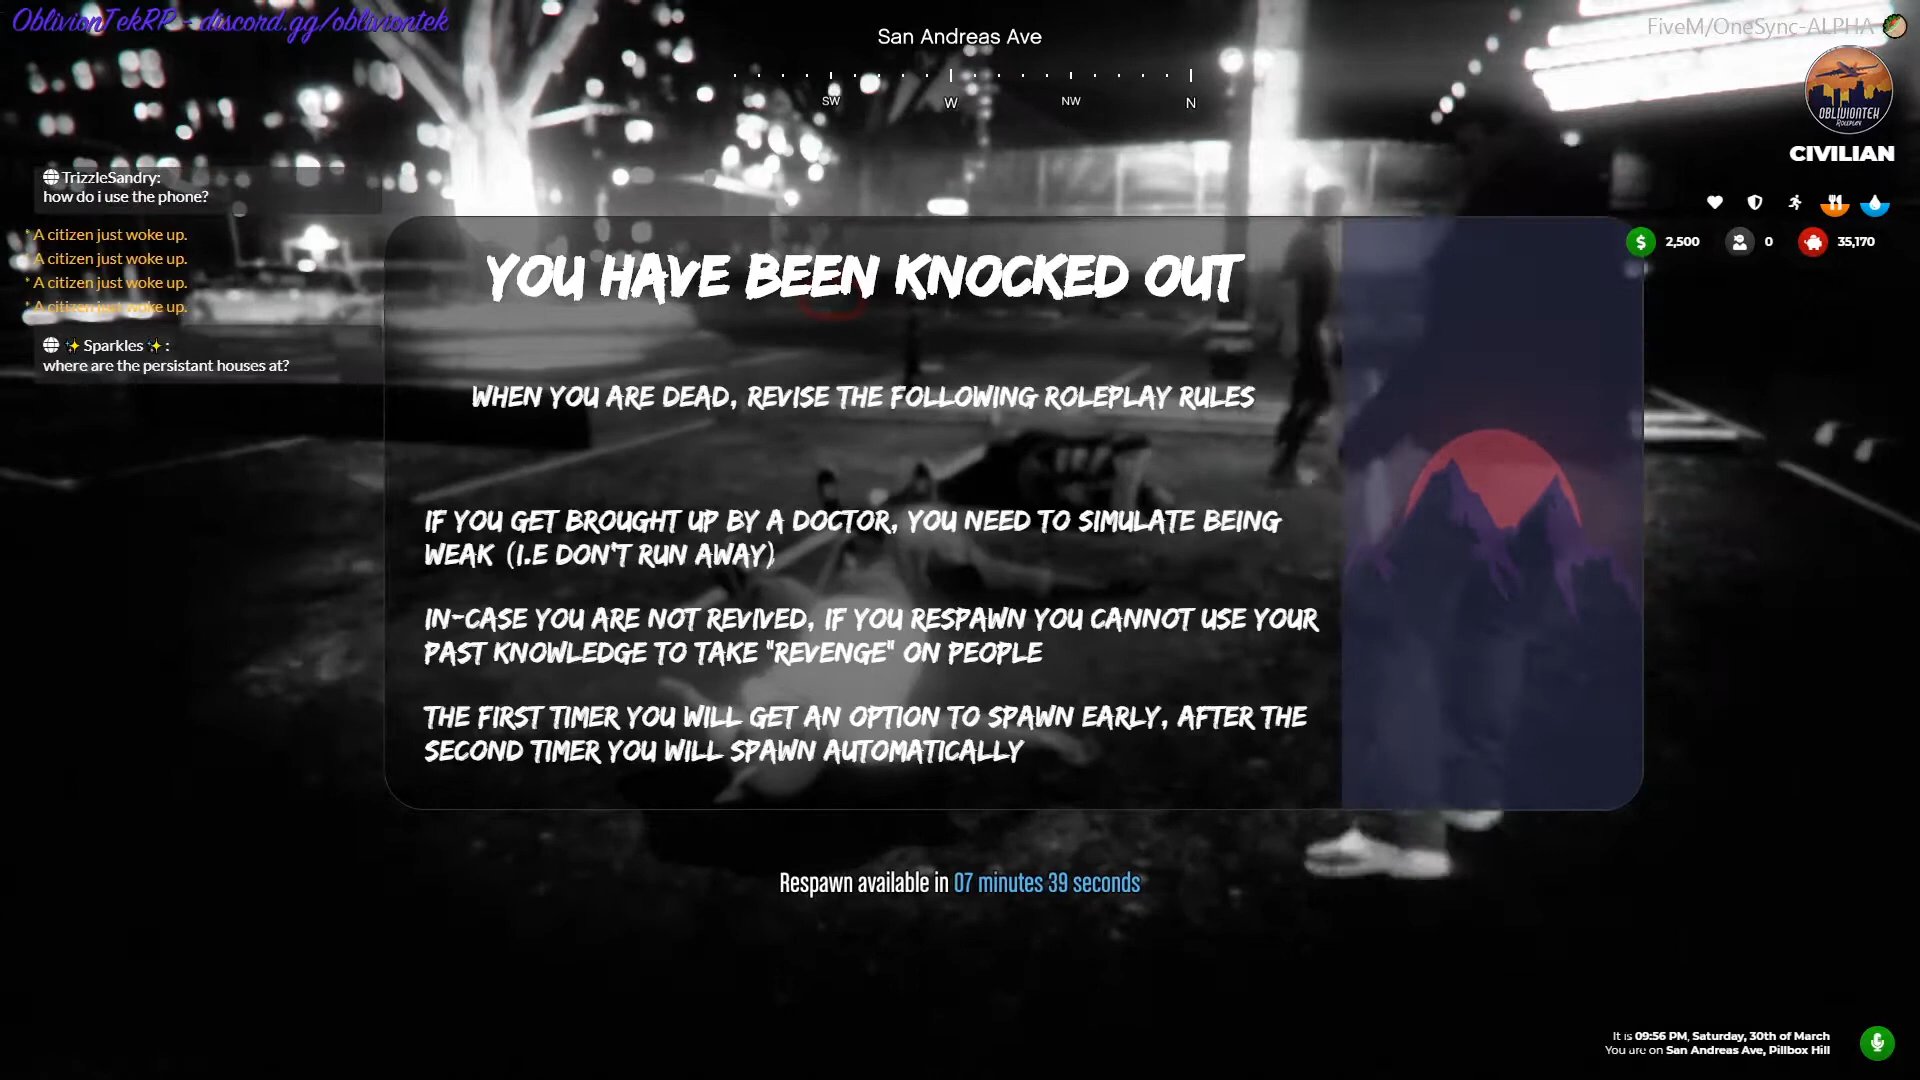 OblivionTekRP - discord.gg/obliviontek
San Andreas Ave
FiveM/OneSync-ALPHA
SW W NW N
OBLIVIONTEK
Roleplay
CIVILIAN
2,500 0 35,170
TrizzleSandry:
how do i use the phone?
* A citizen just woke up.
* A citizen just woke up.
* A citizen just woke up.
* A citizen just woke up.
✨ Sparkles ✨ :
where are the persistant houses at?
YOU HAVE BEEN KNOCKED OUT
WHEN YOU ARE DEAD, REVISE THE FOLLOWING ROLEPLAY RULES
IF YOU GET BROUGHT UP BY A DOCTOR, YOU NEED TO SIMULATE BEING
WEAK (I.E DON'T RUN AWAY)
IN-CASE YOU ARE NOT REVIVED, IF YOU RESPAWN YOU CANNOT USE YOUR
PAST KNOWLEDGE TO TAKE "REVENGE" ON PEOPLE
THE FIRST TIMER YOU WILL GET AN OPTION TO SPAWN EARLY, AFTER THE
SECOND TIMER YOU WILL SPAWN AUTOMATICALLY
Respawn available in 07 minutes 39 seconds
It is 09:56 PM, Saturday, 30th of March
You are on San Andreas Ave, Pillbox Hill